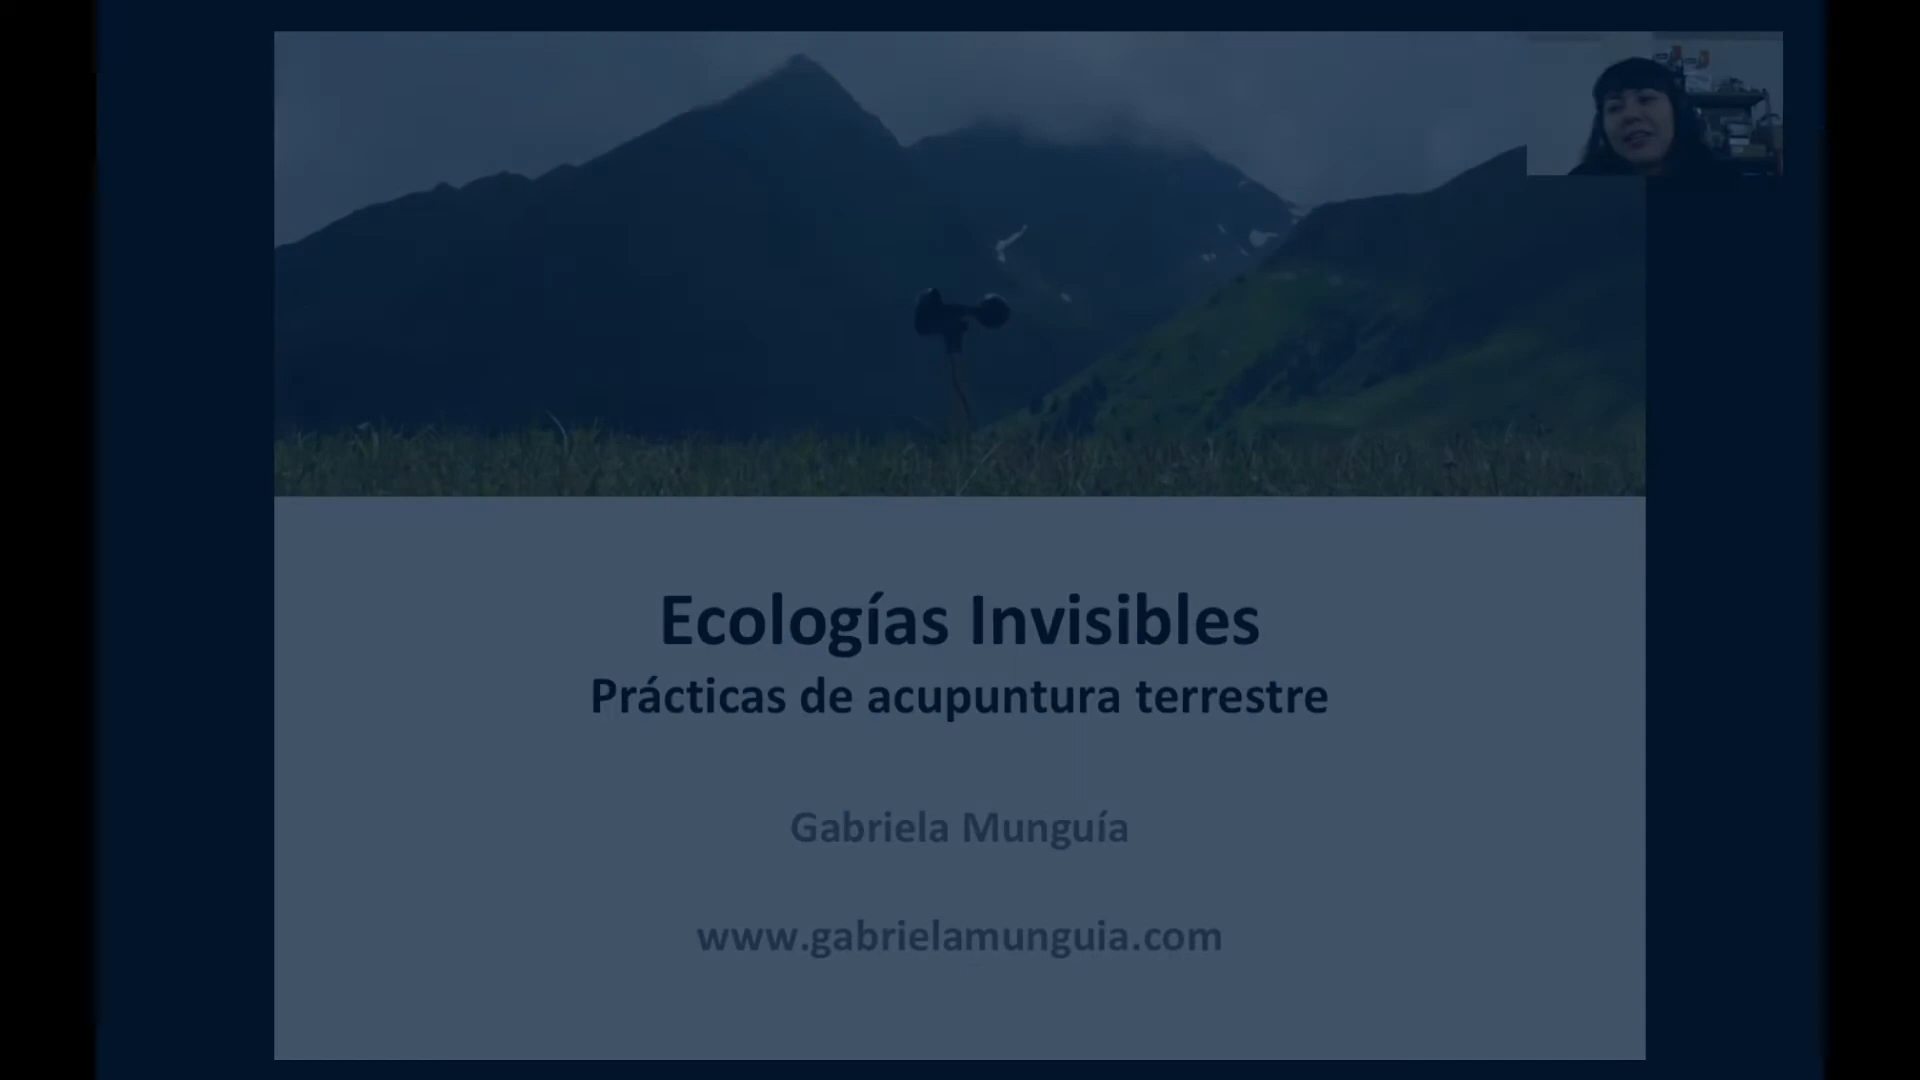 Ecologías Invisibles
Prácticas de acupuntura terrestre
Gabriela Munguía
www.gabrielamunguia.com